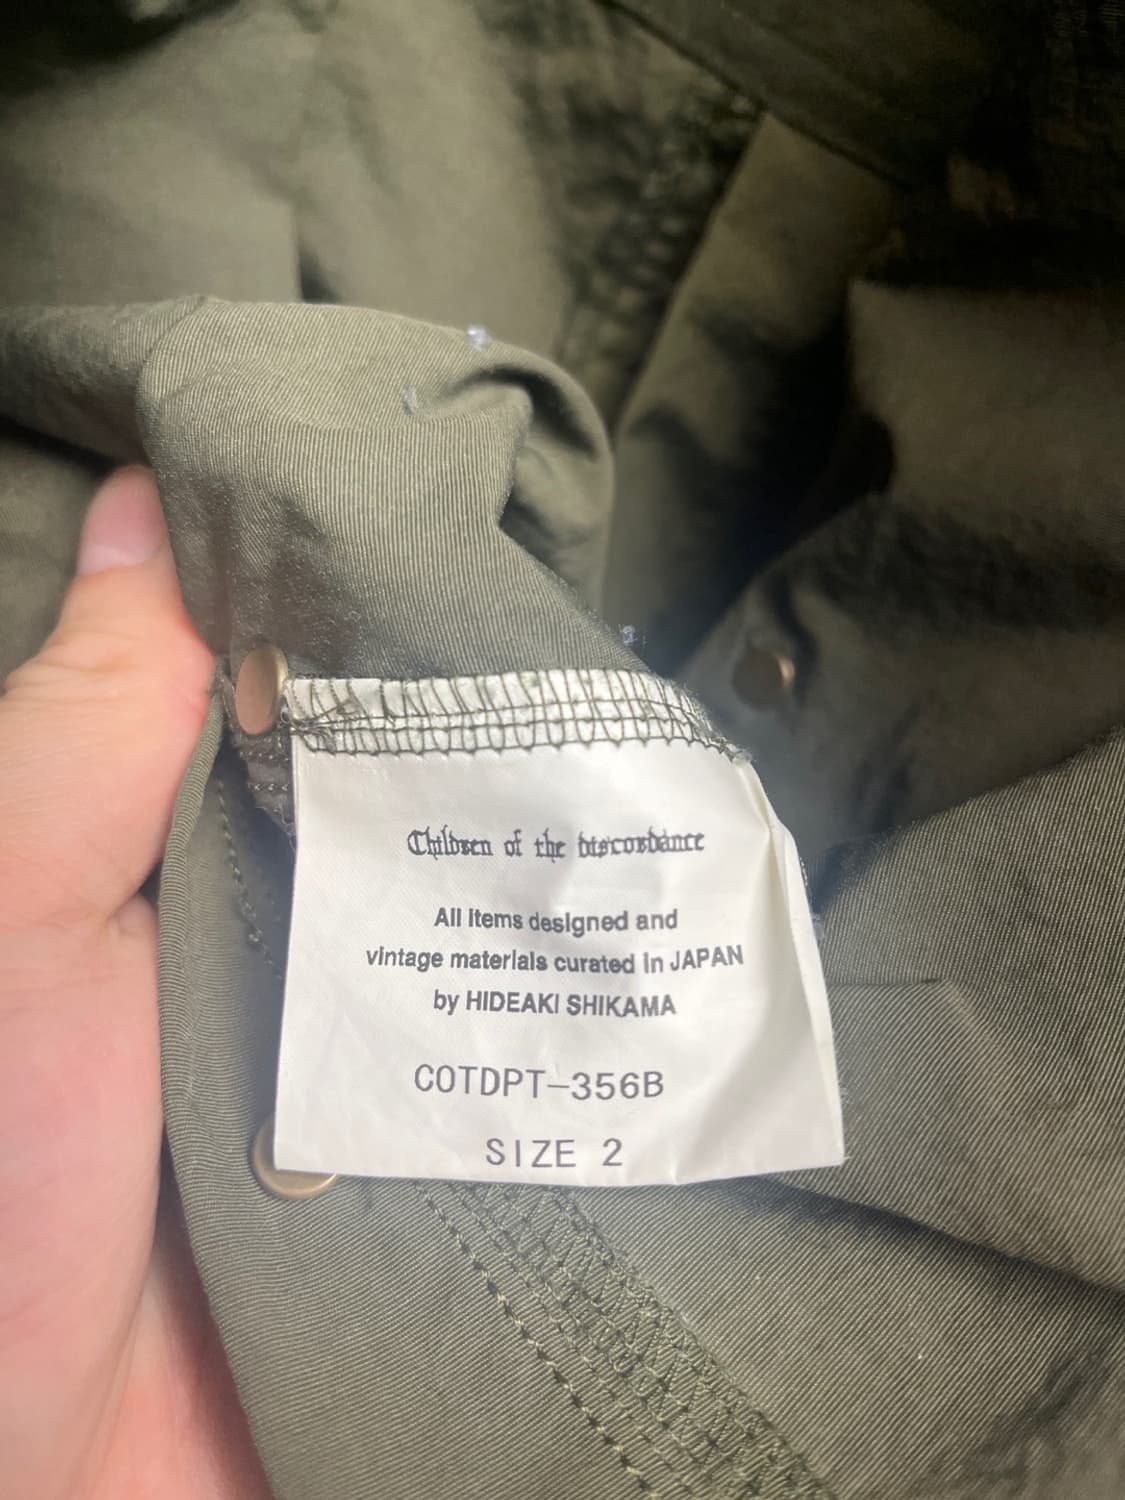 Children of the discordance
All items designed and
vintage materials curated in JAPAN
by HIDEAKI SHIKAMA
COTDPT-356B
SIZE 2